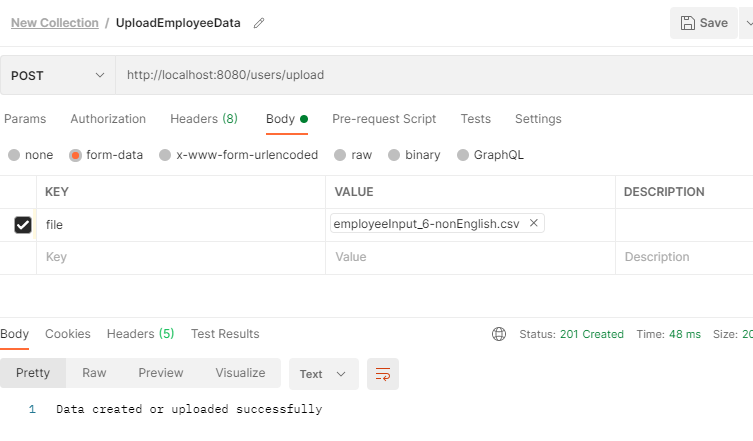 New Collection / UploadEmployeeData
Save
POST http://localhost:8080/users/upload
Params Authorization Headers (8) Body Pre-request Script Tests Settings
none form-data x-www-form-urlencoded raw binary GraphQL
KEY VALUE DESCRIPTION
file employeeInput_6-nonEnglish.csv ×
Key Value Description
Body Cookies Headers (5) Test Results Status: 201 Created Time: 48 ms Size: 20
Pretty Raw Preview Visualize Text
1 Data created or uploaded successfully